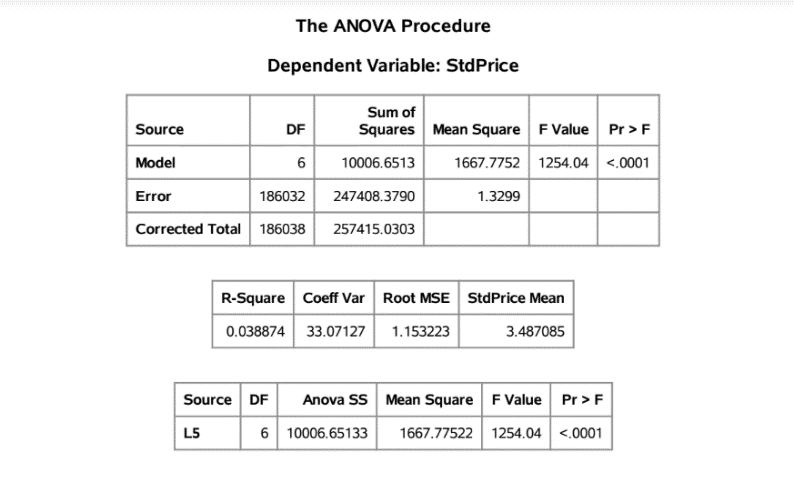 The ANOVA Procedure
Dependent Variable: StdPrice
Source DF Sum of Squares Mean Square F Value Pr > F
Model 6 10006.6513 1667.7752 1254.04 <.0001
Error 186032 247408.3790 1.3299
Corrected Total 186038 257415.0303
R-Square Coeff Var Root MSE StdPrice Mean
0.038874 33.07127 1.153223 3.487085
Source DF Anova SS Mean Square F Value Pr > F
L5 6 10006.65133 1667.77522 1254.04 <.0001